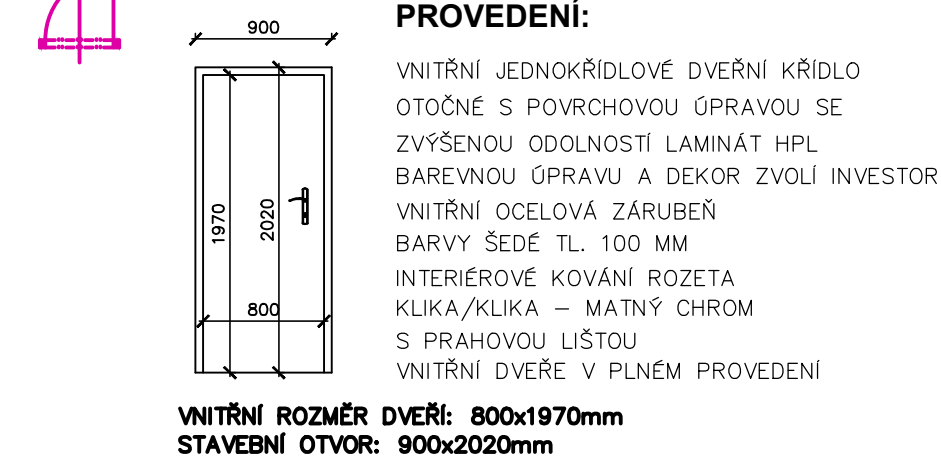 PROVEDENÍ:
900
VNITŘNÍ JEDNOKŘÍDLOVÉ DVEŘNÍ KŘÍDLO
OTOČNÉ S POVRCHOVOU ÚPRAVOU SE
ZVÝŠENOU ODOLNOSTÍ LAMINÁT HPL
BAREVNOU ÚPRAVU A DEKOR ZVOLÍ INVESTOR
VNITŘNÍ OCELOVÁ ZÁRUBEŇ
BARVY ŠEDÉ TL. 100 MM
INTERIÉROVÉ KOVÁNÍ ROZETA
KLIKA/KLIKA – MATNÝ CHROM
S PRAHOVOU LIŠTOU
VNITŘNÍ DVEŘE V PLNÉM PROVEDENÍ
1970
2020
800
VNITŘNÍ ROZMĚR DVEŘÍ: 800x1970mm
STAVEBNÍ OTVOR: 900x2020mm